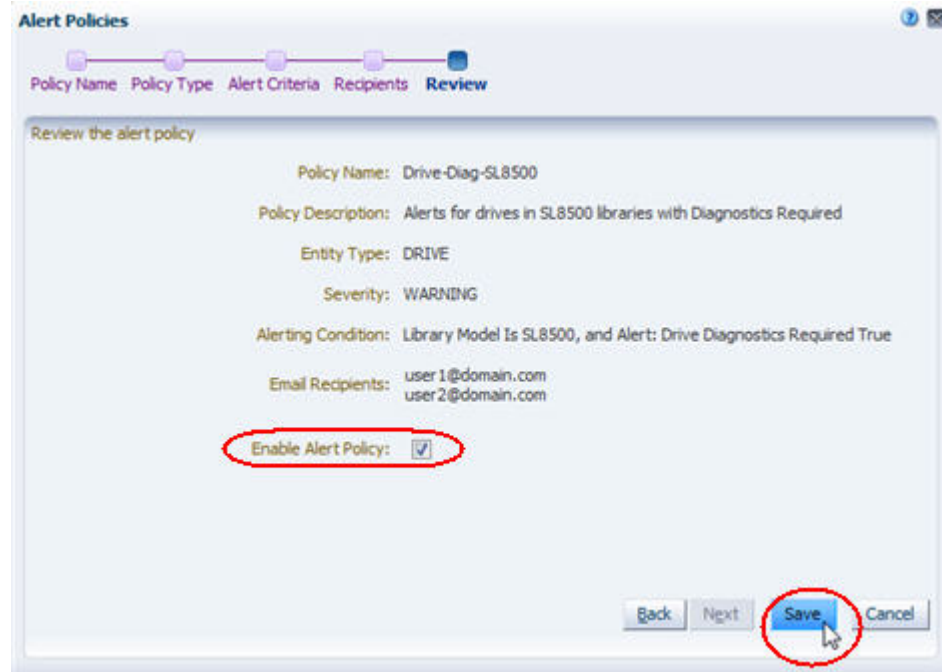 Alert Policies
Policy Name Policy Type Alert Criteria Recipients Review
Review the alert policy
Policy Name: Drive-Diag-SL8500
Policy Description: Alerts for drives in SL8500 libraries with Diagnostics Required
Entity Type: DRIVE
Severity: WARNING
Alerting Condition: Library Model Is SL8500, and Alert: Drive Diagnostics Required True
Email Recipients: user1@domain.com
user2@domain.com
Enable Alert Policy:
Back Next Save Cancel